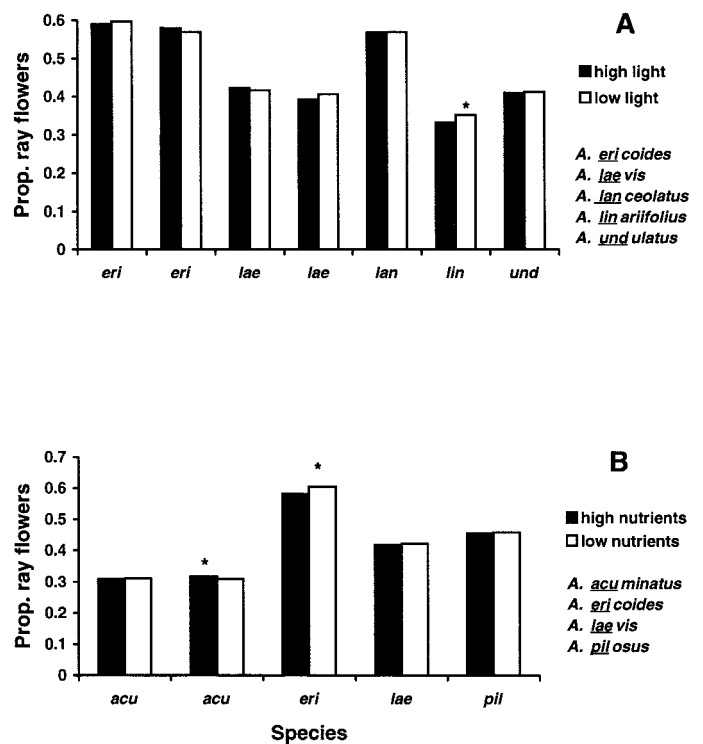 A
0.6
0.5
0.4
0.3
0.2
0.1
0
Prop. ray flowers
*
eri eri lae lae lan lin und
high light
low light
A. eri coides
A. lae vis
A. lan ceolatus
A. lin ariifolius
A. und ulatus
B
0.7
0.6
0.5
0.4
0.3
0.2
0.1
0
Prop. ray flowers
*
*
acu acu eri lae pil
Species
high nutrients
low nutrients
A. acu minatus
A. eri coides
A. lae vis
A. pil osus